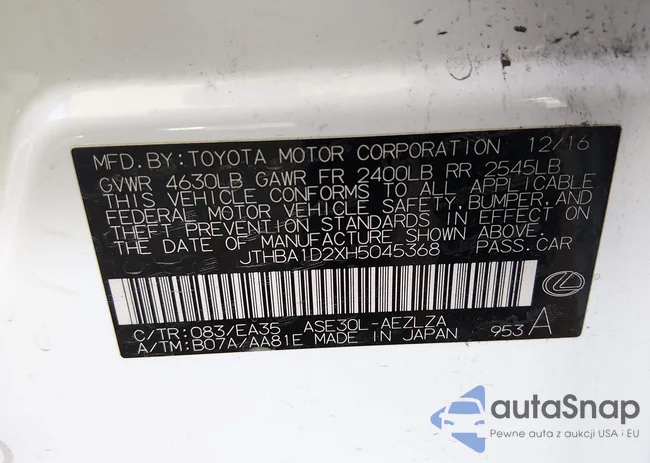 MFD. BY: TOYOTA MOTOR CORPORATION 12/16
GVWR 4630LB GAWR FR 2400LB RR 2545LB
THIS VEHICLE CONFORMS TO ALL APPLICABLE
FEDERAL MOTOR VEHICLE SAFETY, BUMPER, AND
THEFT PREVENTION STANDARDS IN EFFECT ON
THE DATE OF MANUFACTURE SHOWN ABOVE.
JTHBA1D2XH5045368 PASS. CAR
C/TR: 083/EA35 ASE30L-AEZLZA
A/TM: B07A/AA81E MADE IN JAPAN 953 A
autoSnap
Pewne auta z aukcji USA i EU